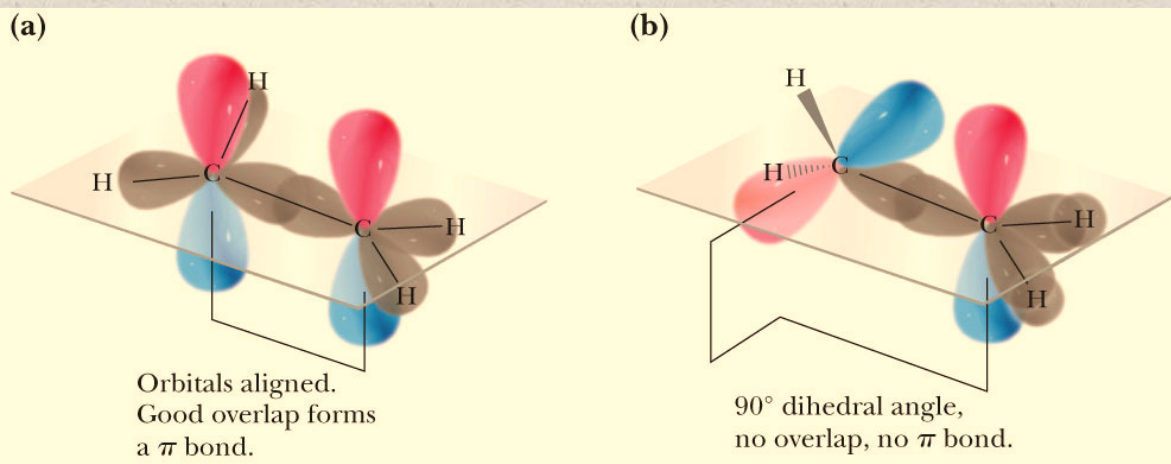 (a)
H
H
C
C
H
H
Orbitals aligned.
Good overlap forms
a π bond.
(b)
H
H
C
C
H
H
90° dihedral angle,
no overlap, no π bond.